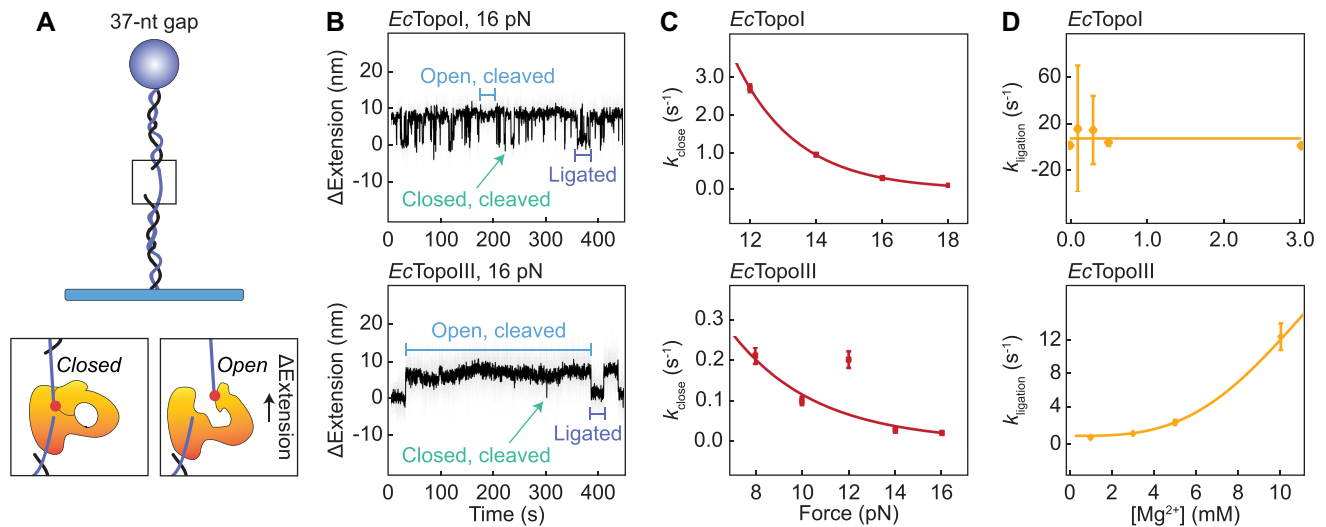 A
37-nt gap
Closed
Open
ΔExtension
B
EcTopoI, 16 pN
ΔExtension (nm)
20
10
0
-10
Open, cleaved
Ligated
Closed, cleaved
0 100 200 300 400
EcTopoIII, 16 pN
ΔExtension (nm)
20
10
0
-10
Open, cleaved
Ligated
Closed, cleaved
0 100 200 300 400
Time (s)
C
EcTopoI
kclose (s⁻¹)
3.0
1.0
0.0
12 14 16 18
EcTopoIII
kclose (s⁻¹)
0.3
0.2
0.1
0.0
8 10 12 14 16
Force (pN)
D
EcTopoI
kligation (s⁻¹)
60
20
-20
0.0 1.0 2.0 3.0
EcTopoIII
kligation (s⁻¹)
12
8
4
0
0 2 4 6 8 10
[Mg²⁺] (mM)